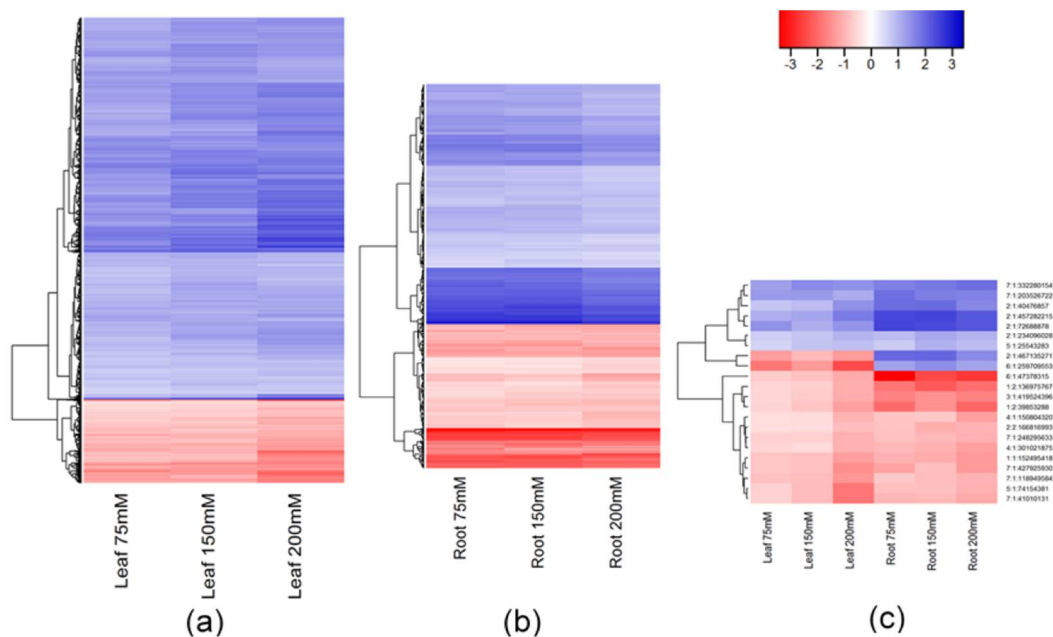 -3 -2 -1 0 1 2 3
Leaf 75mM
Leaf 150mM
Leaf 200mM
(a)
Root 75mM
Root 150mM
Root 200mM
(b)
7:1:332280154
7:1:203526722
2:1:40476857
2:1:457282215
2:1:72688878
2:1:234096028
5:1:25543283
2:1:467135271
6:1:259709553
6:1:47378315
1:2:136975767
3:1:419524396
1:2:39853288
4:1:150804320
2:2:166816993
7:1:248295633
4:1:301021875
1:1:152495418
7:1:427925930
7:1:118949584
5:1:74154381
7:1:41010131
Leaf 75mM
Leaf 150mM
Leaf 200mM
Root 75mM
Root 150mM
Root 200mM
(c)